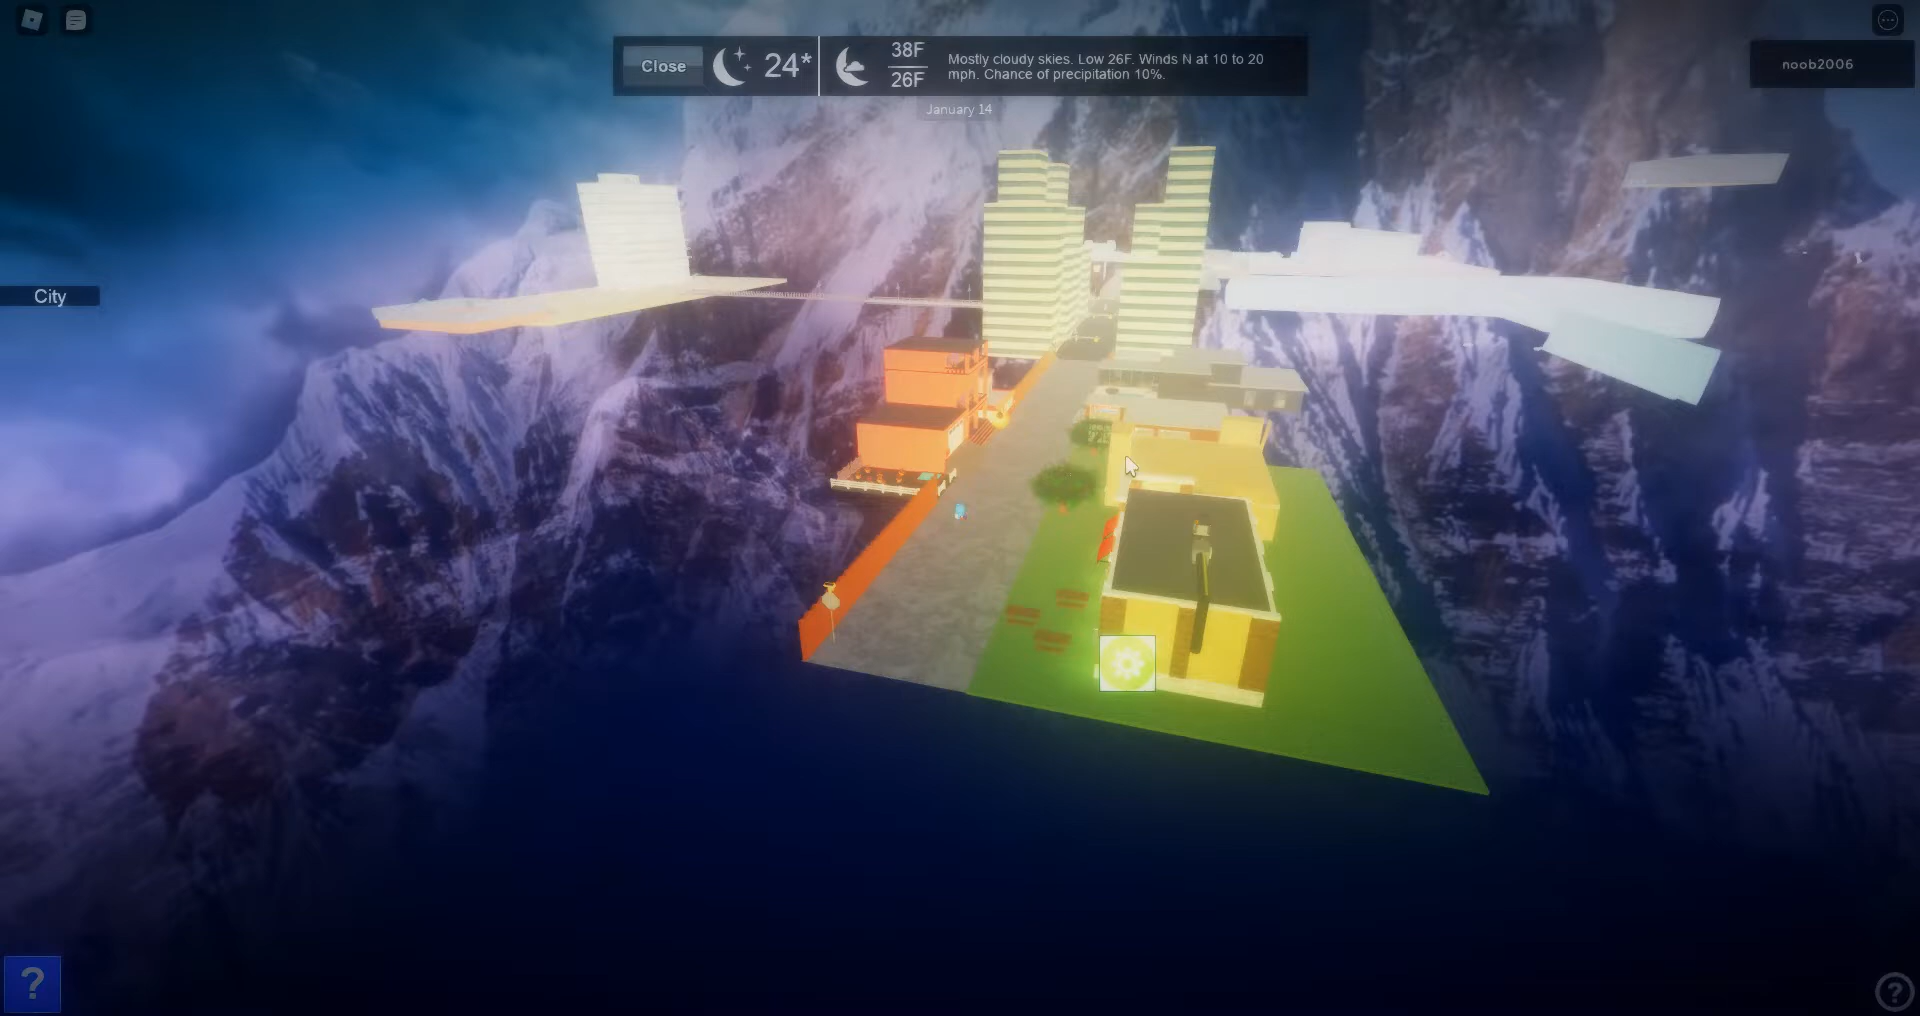 Close
24*
38F
26F
Mostly cloudy skies. Low 26F. Winds N at 10 to 20
mph. Chance of precipitation 10%.
January 14
noob2006
City
?
?